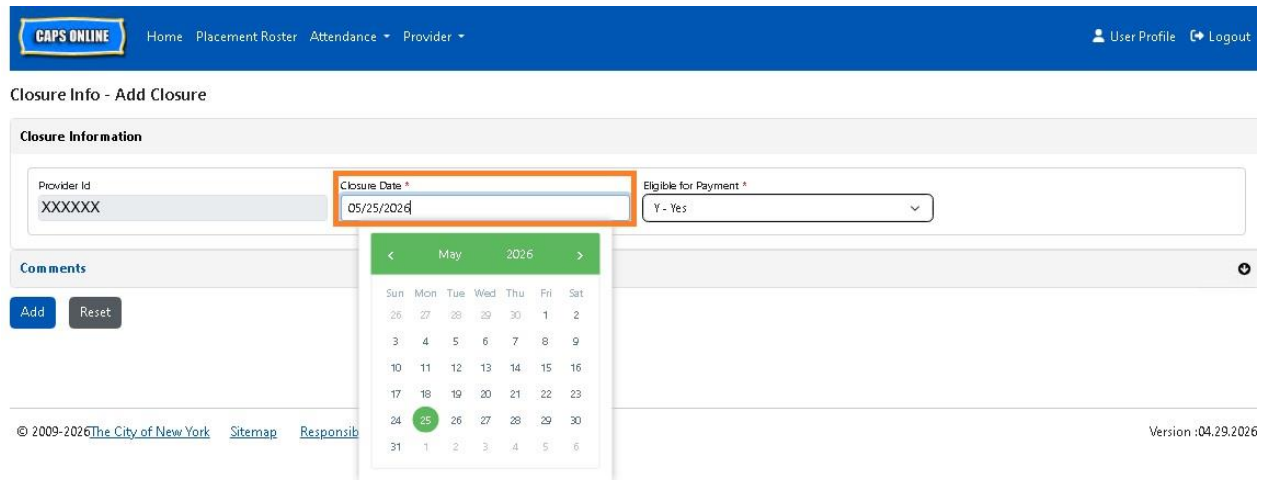 CAPS ONLINE Home Placement Roster Attendance Provider User Profile Logout
Closure Info - Add Closure
Closure Information
Provider Id Closure Date * Eligible for Payment *
XXXXXX 05/25/2026 Y - Yes
May 2026
Comments
Sun Mon Tue Wed Thu Fri Sat
26 27 28 29 30 1 2
Add Reset
3 4 5 6 7 8 9
10 11 12 13 14 15 16
17 18 19 20 21 22 23
24 25 26 27 28 29 30
31 1 2 3 4 5 6
© 2009-2026The City of New York Sitemap Responsib Version :04.29.2026